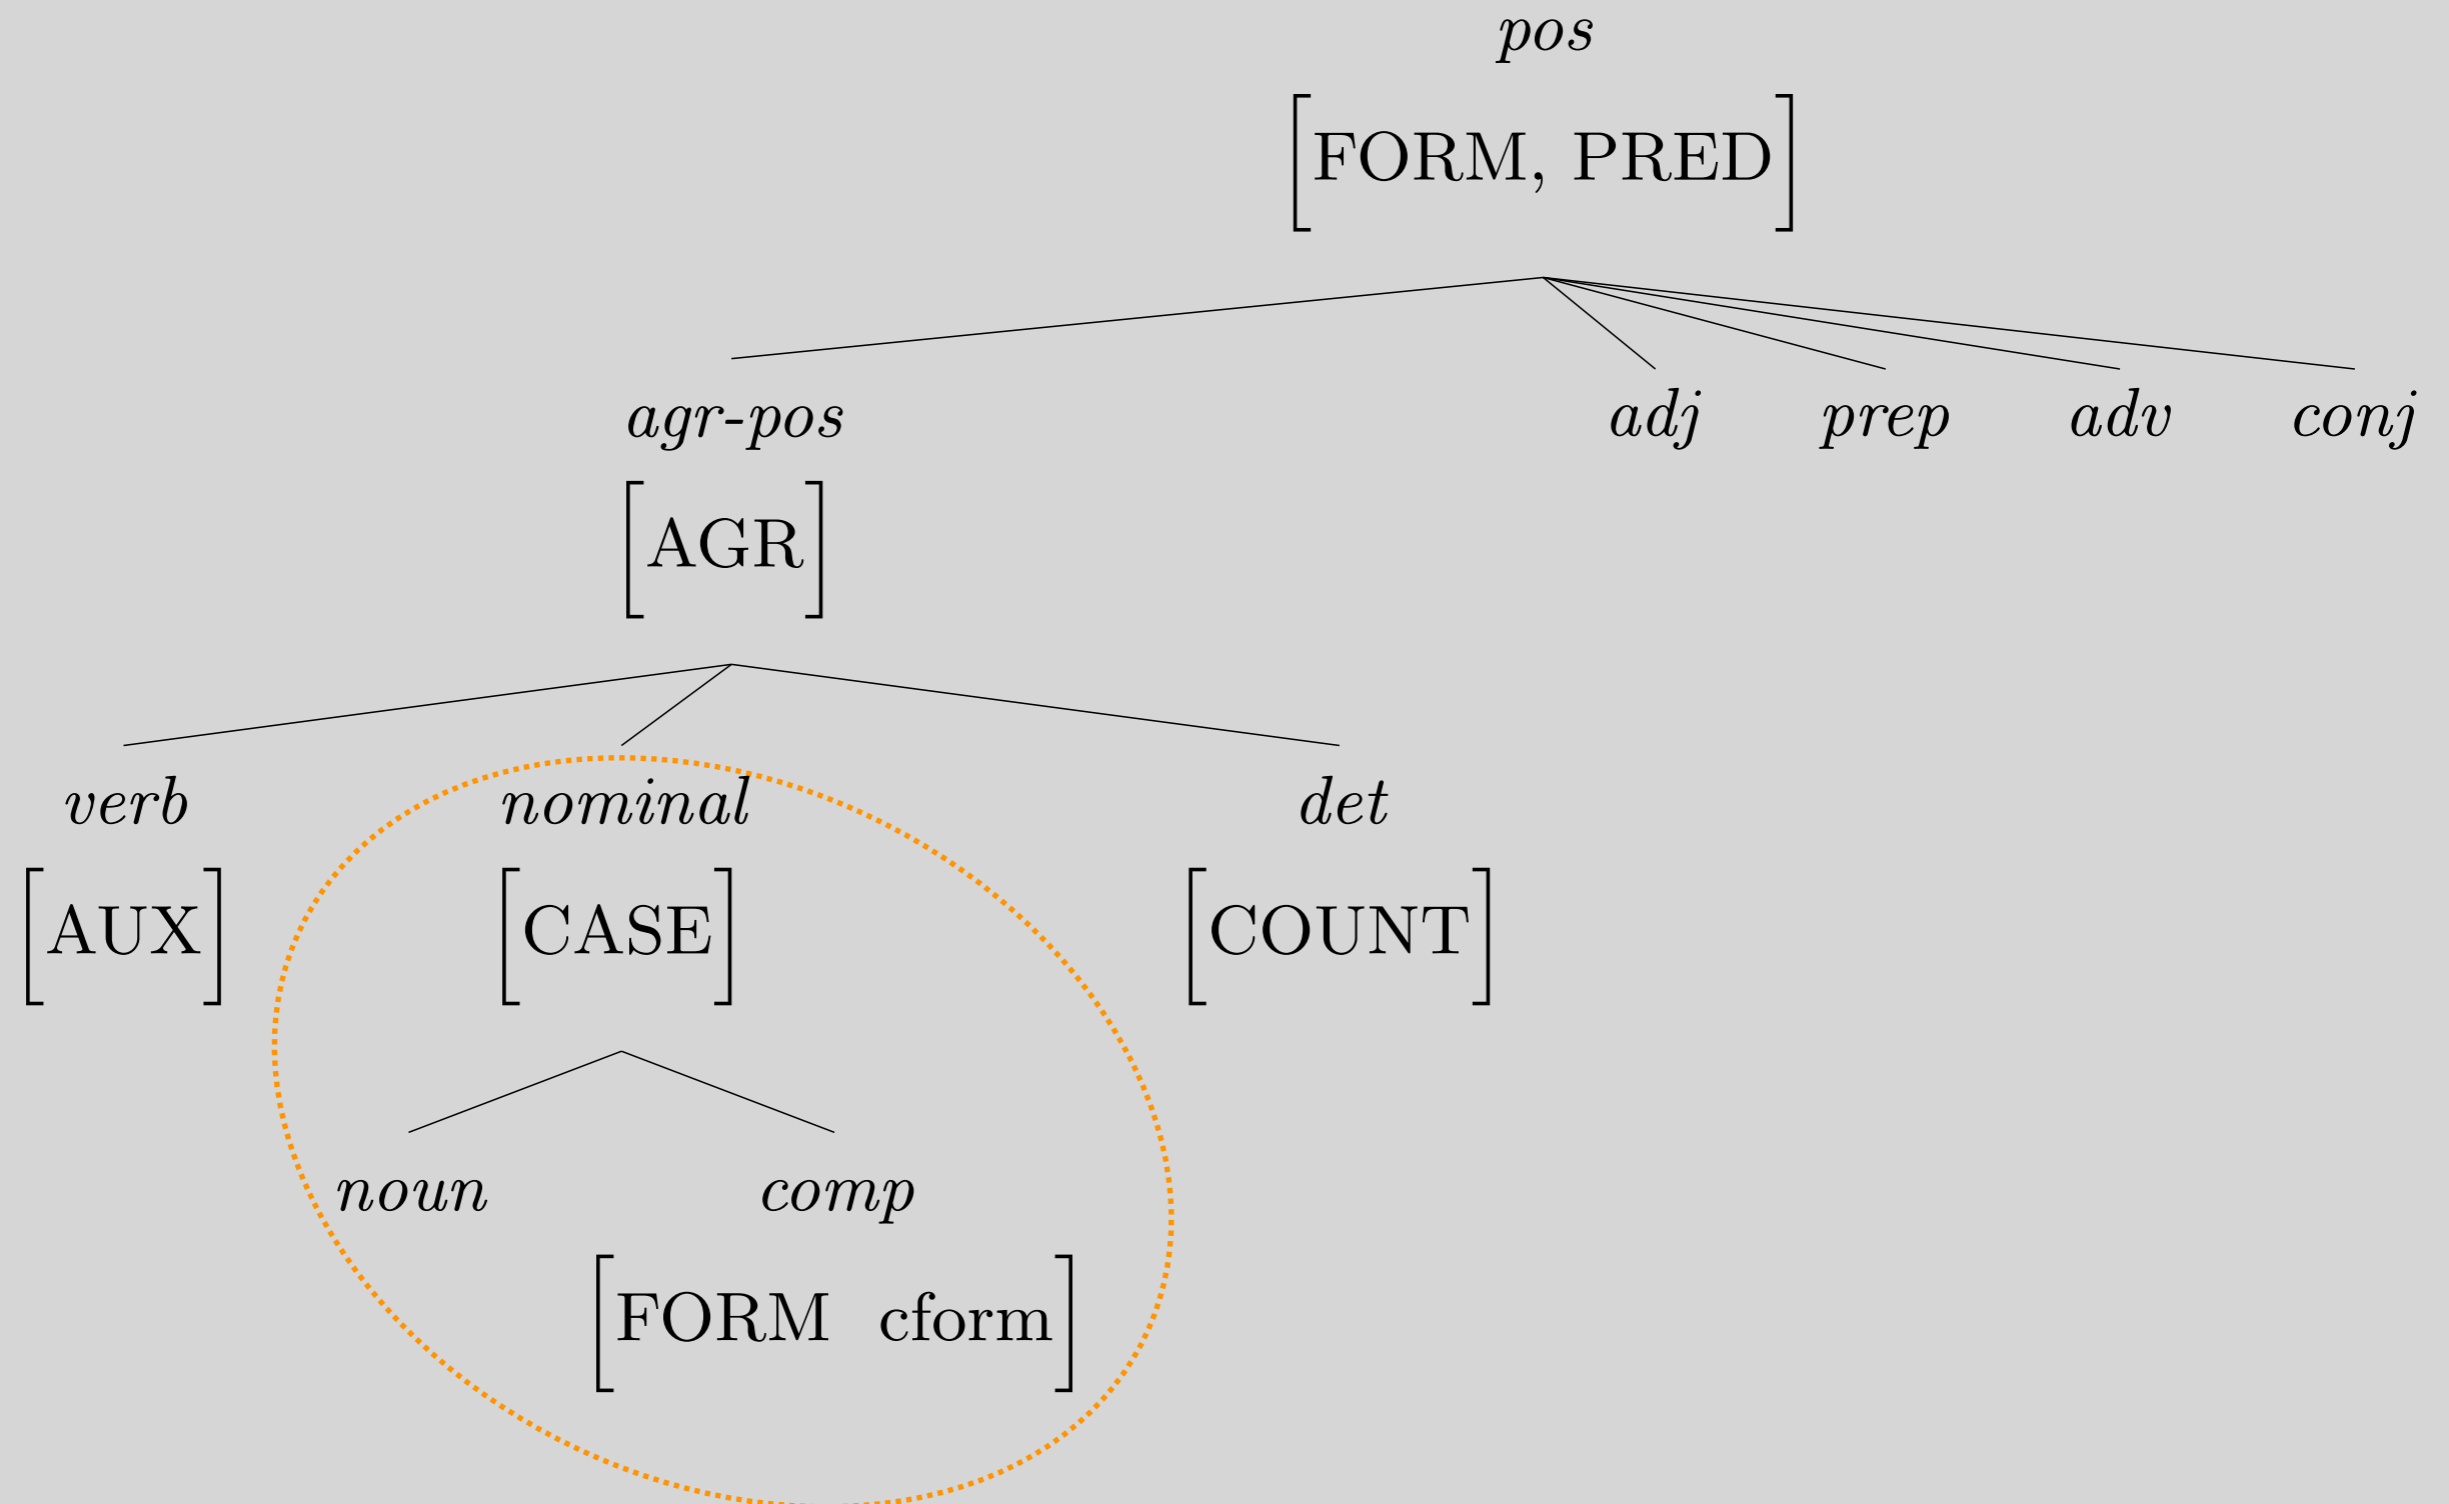 pos
[FORM, PRED]
agr-pos adj prep adv conj
[AGR]
verb nominal det
[AUX] [CASE] [COUNT]
noun comp
[FORM cform]